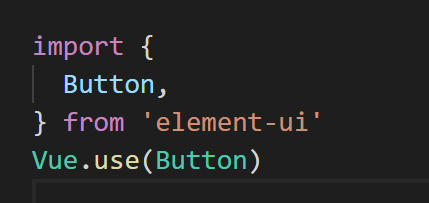 import {
  Button,
} from 'element-ui'
Vue.use(Button)